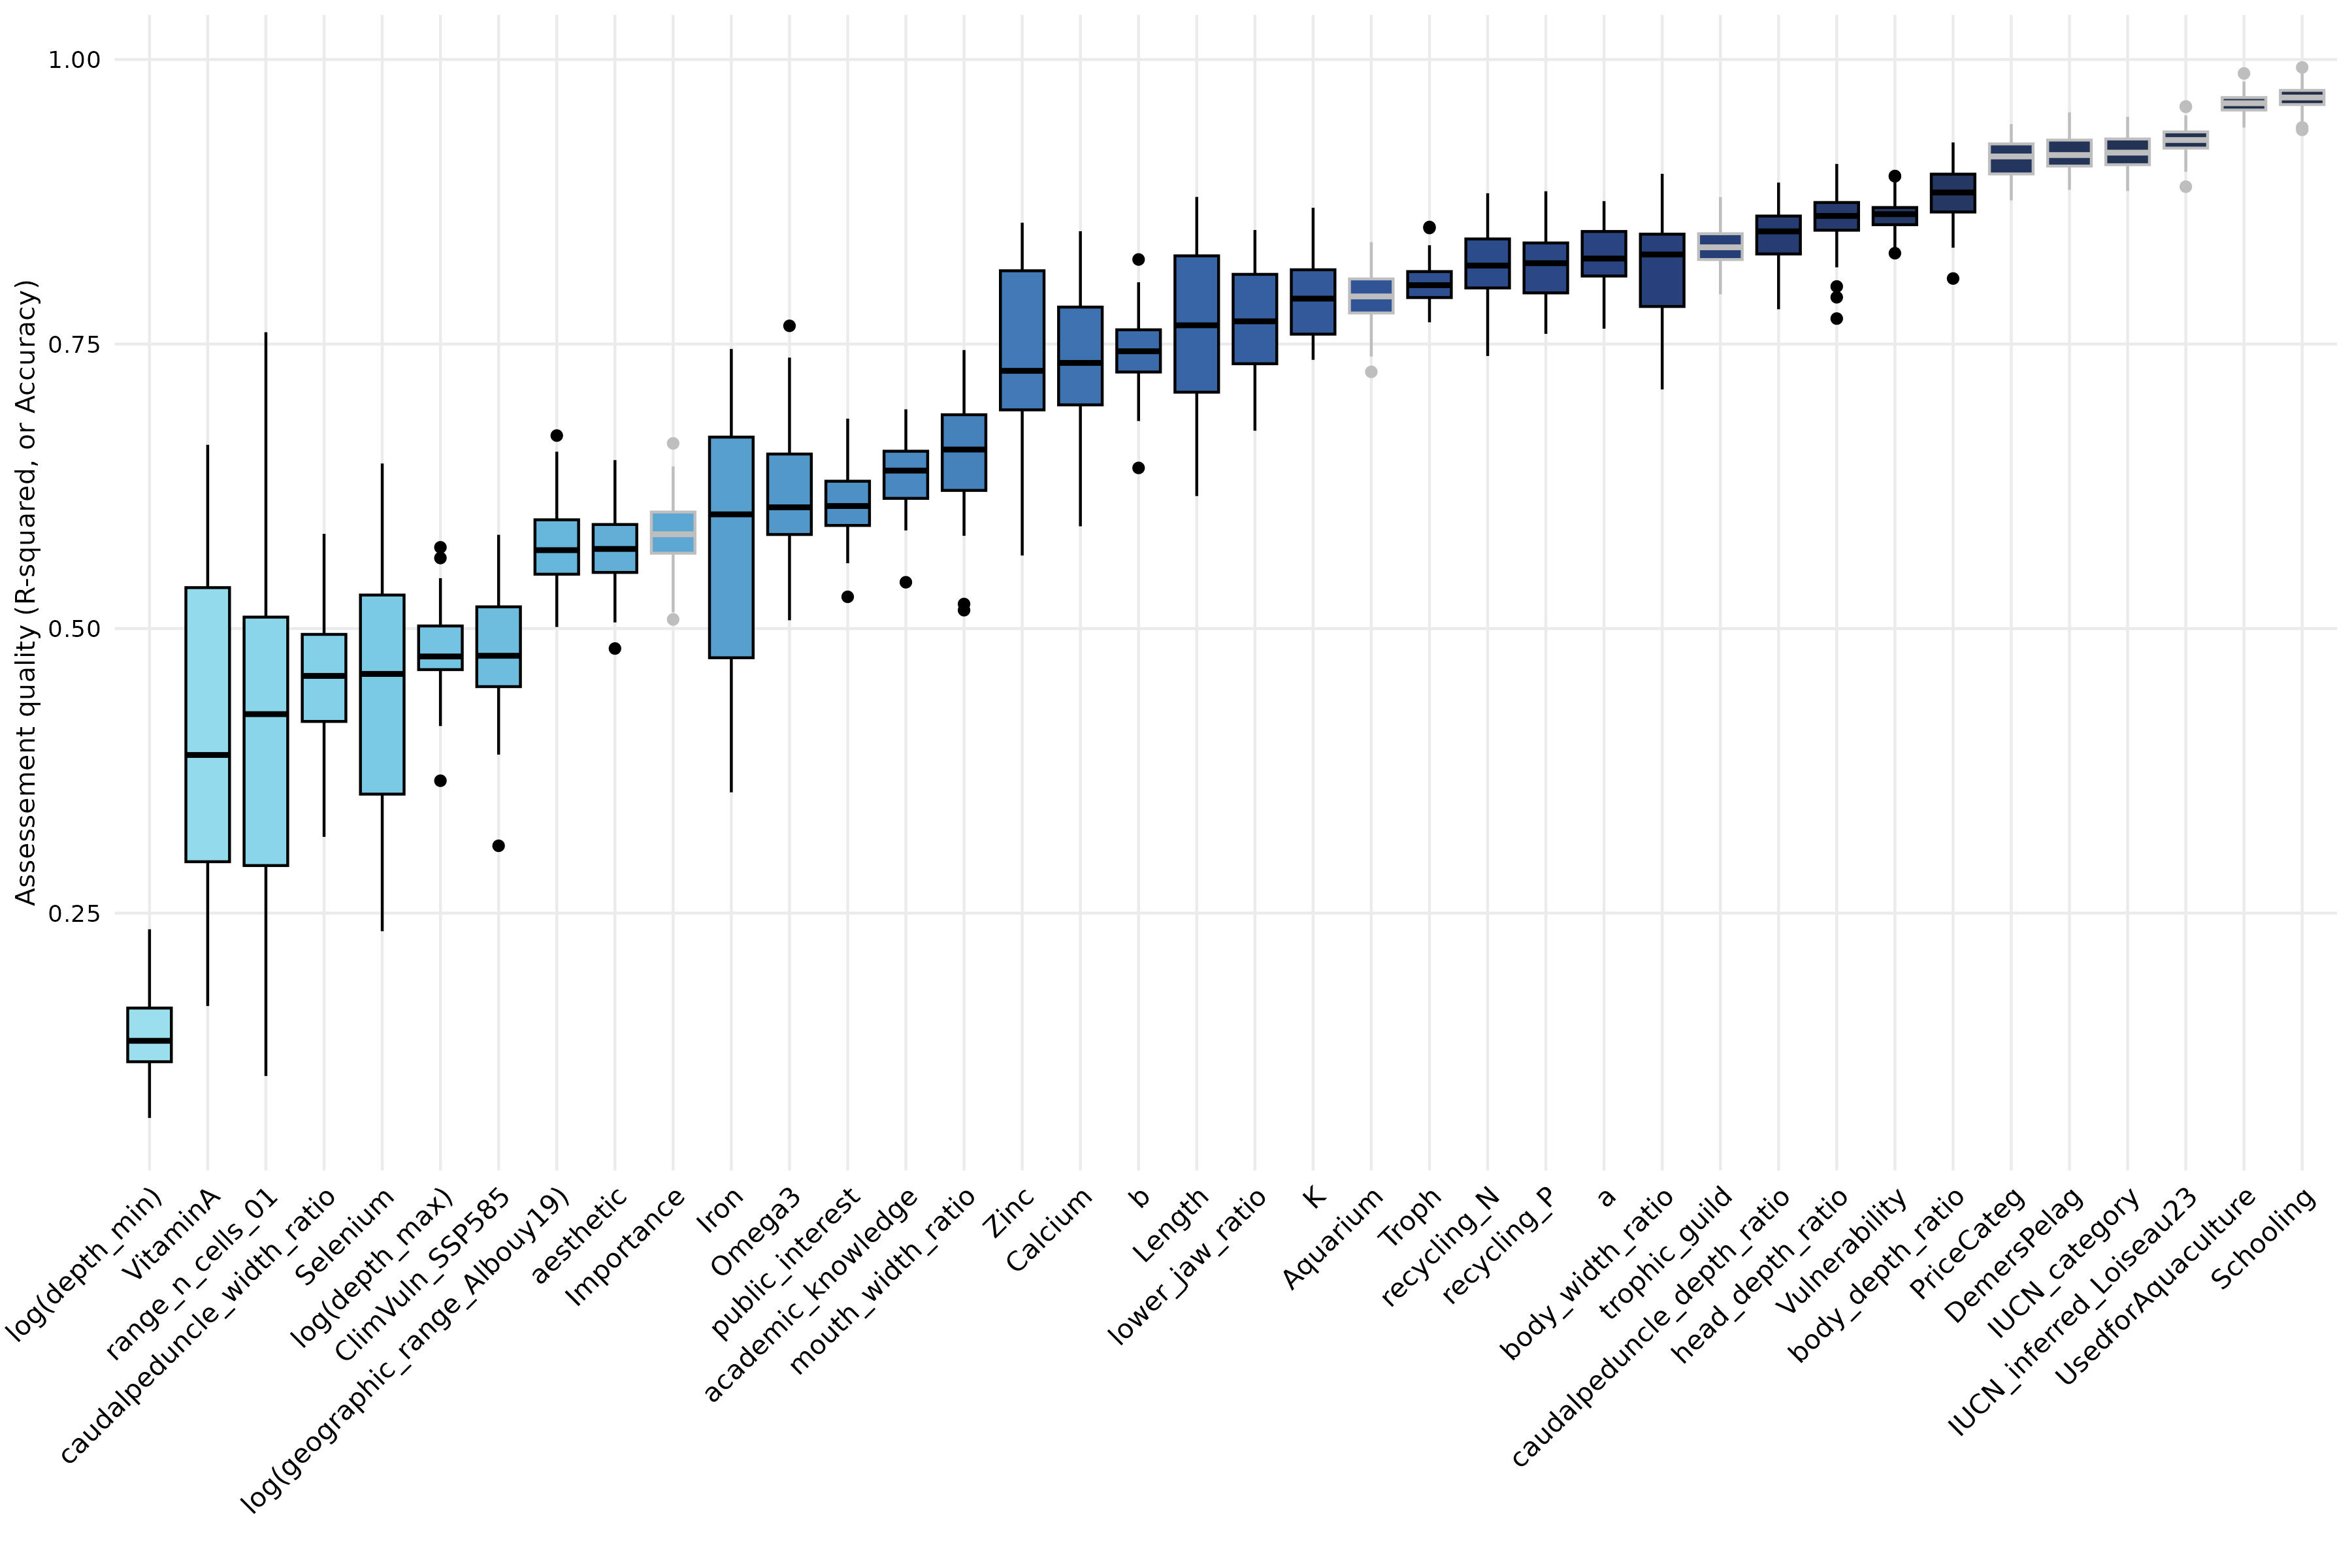 Assessement quality (R-squared, or Accuracy)
1.00
0.75
0.50
0.25
log(depth_min)
VitaminA
range_n_cells_01
caudalpeduncle_width_ratio
Selenium
log(depth_max)
ClimVuln_SSP585
log(geographic_range_Albouy19)
aesthetic
Importance
Iron
Omega3
public_interest
academic_knowledge
mouth_width_ratio
Zinc
Calcium
b
Length
lower_jaw_ratio
K
Aquarium
Troph
recycling_N
recycling_P
a
body_width_ratio
trophic_guild
caudalpeduncle_depth_ratio
head_depth_ratio
Vulnerability
body_depth_ratio
PriceCateg
DemersPelag
IUCN_category
IUCN_inferred_Loiseau23
UsedforAquaculture
Schooling